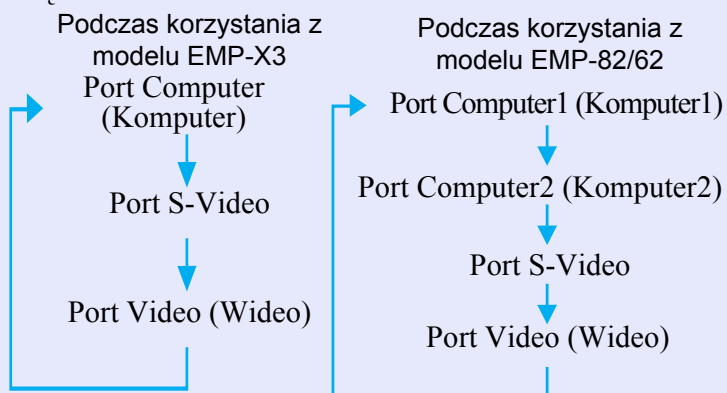 Podczas korzystania z
modelu EMP-X3
Port Computer
(Komputer)
Port S-Video
Port Video (Wideo)
Podczas korzystania z
modelu EMP-82/62
Port Computer1 (Komputer1)
Port Computer2 (Komputer2)
Port S-Video
Port Video (Wideo)